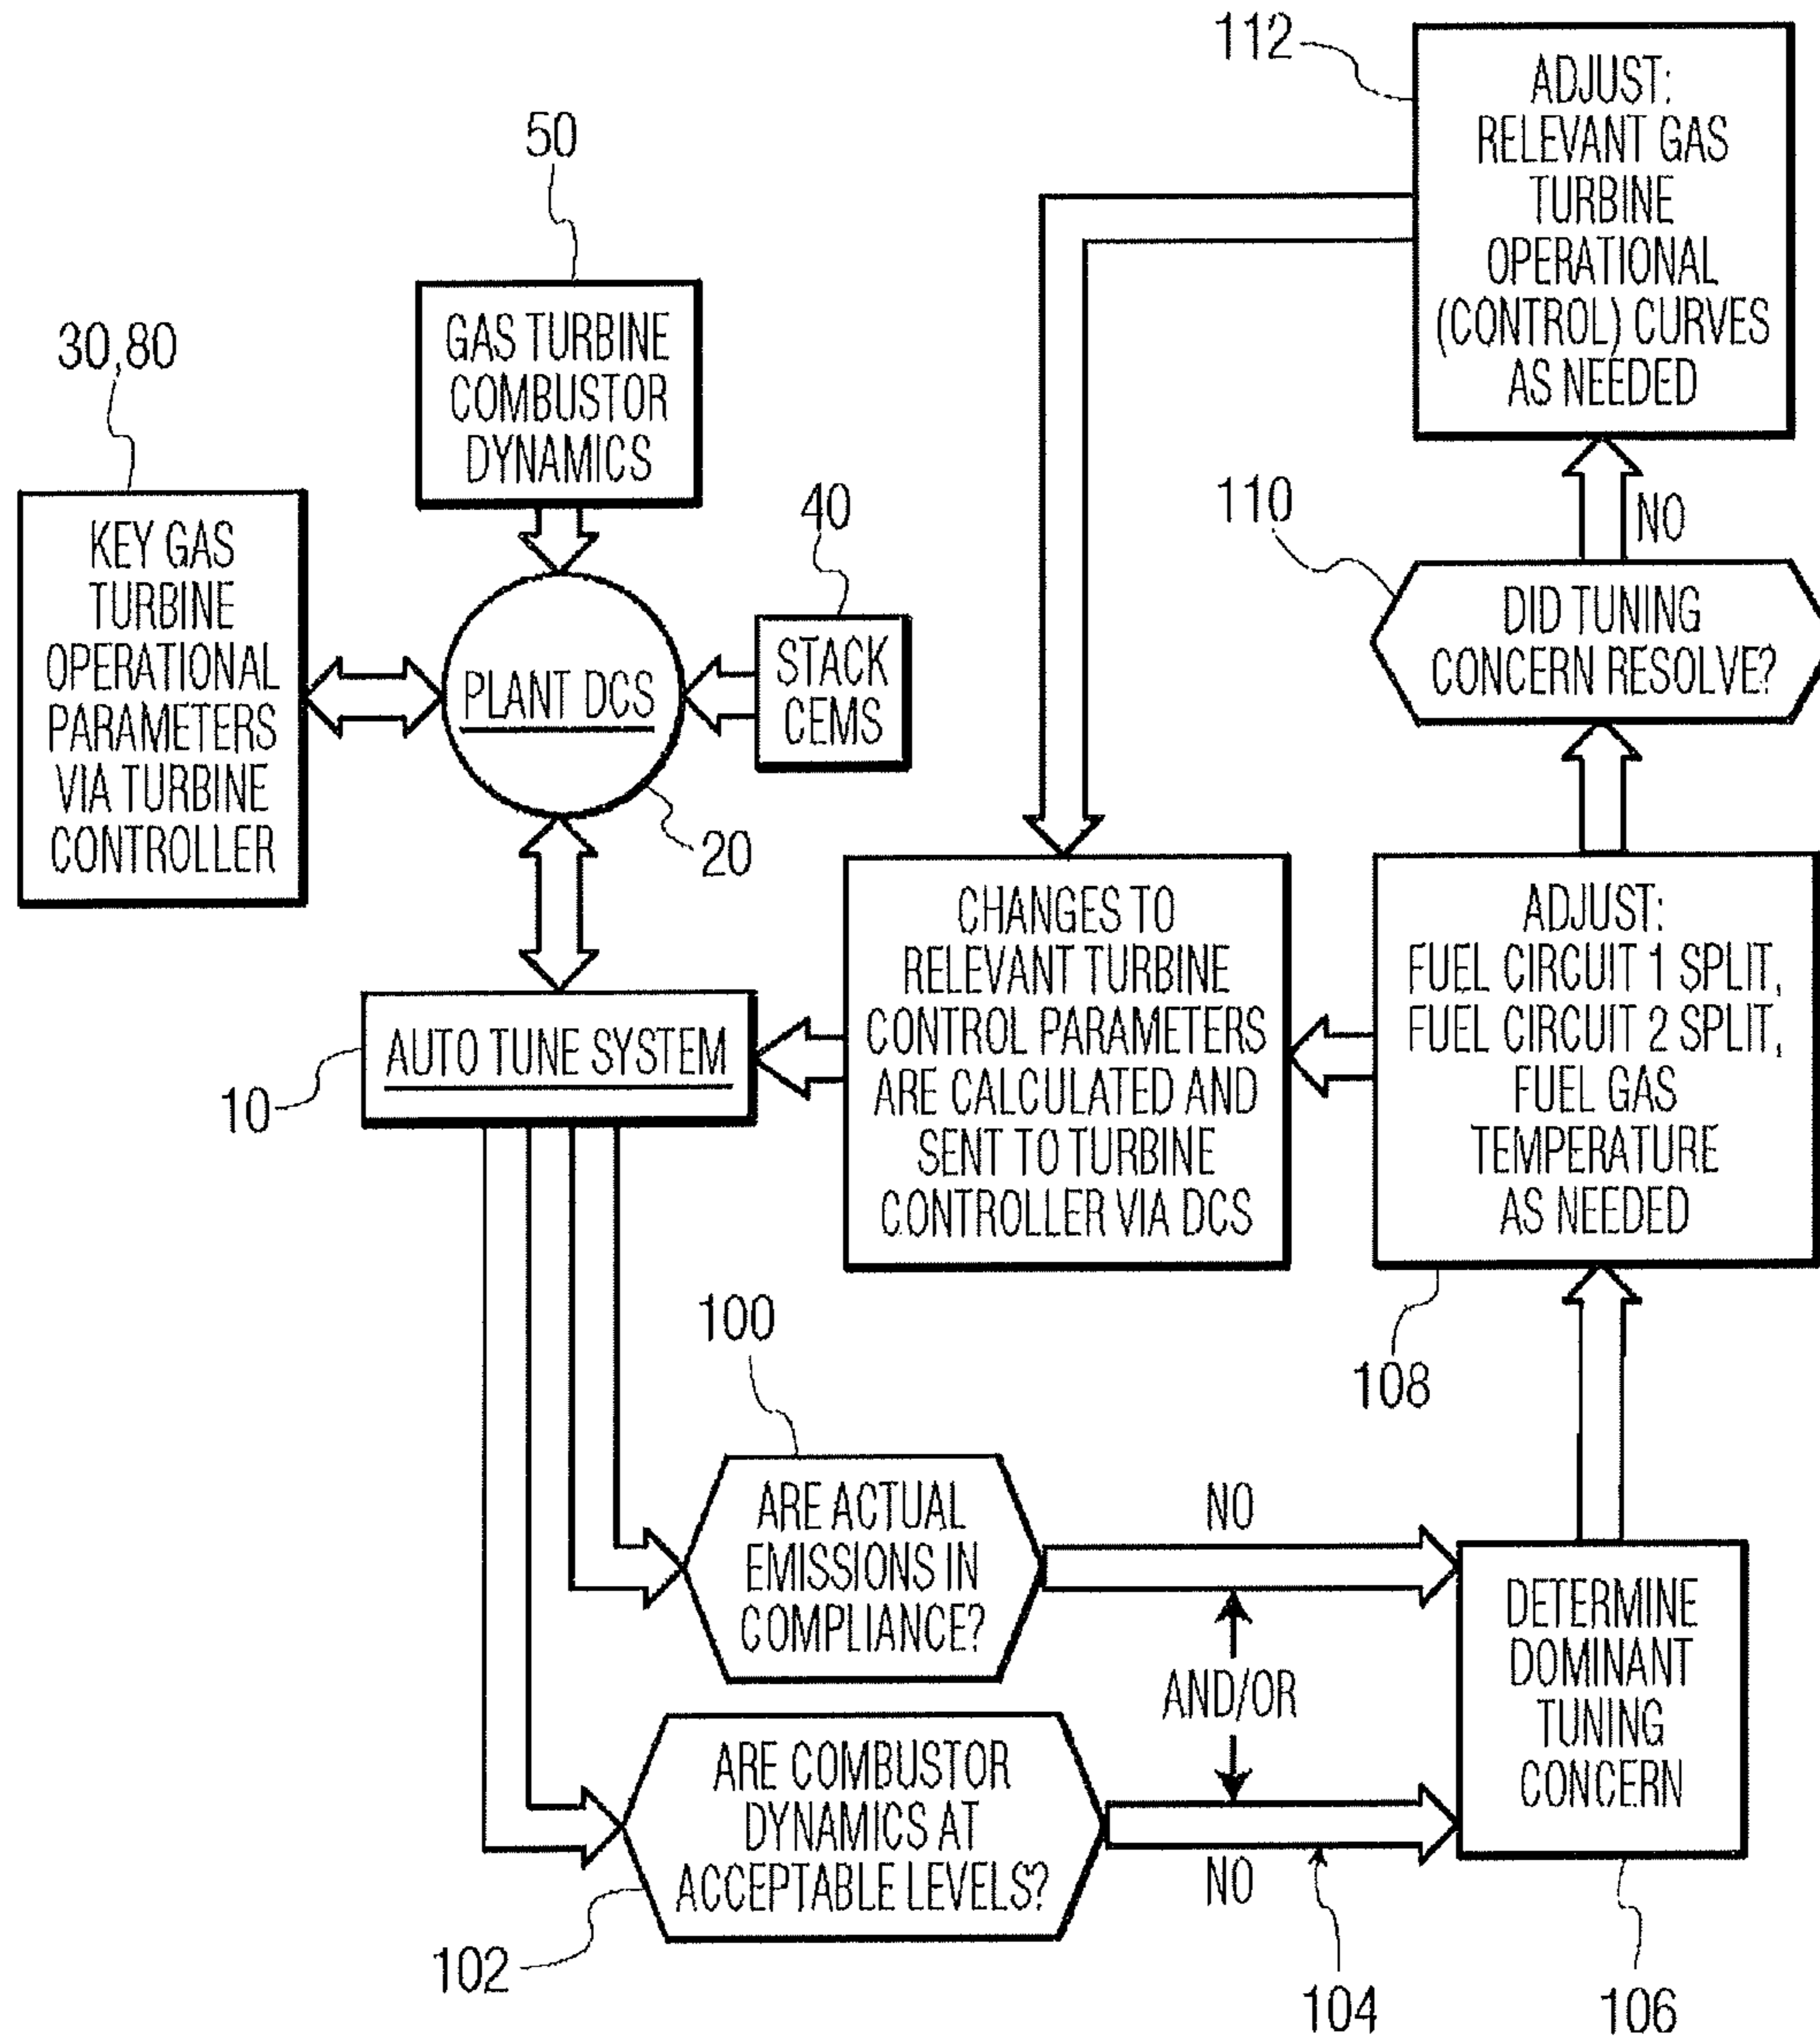 112
ADJUST:
RELEVANT GAS
TURBINE
OPERATIONAL
(CONTROL) CURVES
AS NEEDED
50
GAS TURBINE
COMBUSTOR
DYNAMICS
30,80
KEY GAS
TURBINE
OPERATIONAL
PARAMETERS
VIA TURBINE
CONTROLLER
40
STACK
CEMS
PLANT DCS
20
110
NO
DID TUNING
CONCERN RESOLVE?
CHANGES TO
RELEVANT TURBINE
CONTROL PARAMETERS
ARE CALCULATED AND
SENT TO TURBINE
CONTROLLER VIA DCS
ADJUST:
FUEL CIRCUIT 1 SPLIT,
FUEL CIRCUIT 2 SPLIT,
FUEL GAS
TEMPERATURE
AS NEEDED
108
AUTO TUNE SYSTEM
10
100
ARE ACTUAL
EMISSIONS IN
COMPLIANCE?
NO
AND/OR
ARE COMBUSTOR
DYNAMICS AT
ACCEPTABLE LEVELS?
102
NO
104
DETERMINE
DOMINANT
TUNING
CONCERN
106